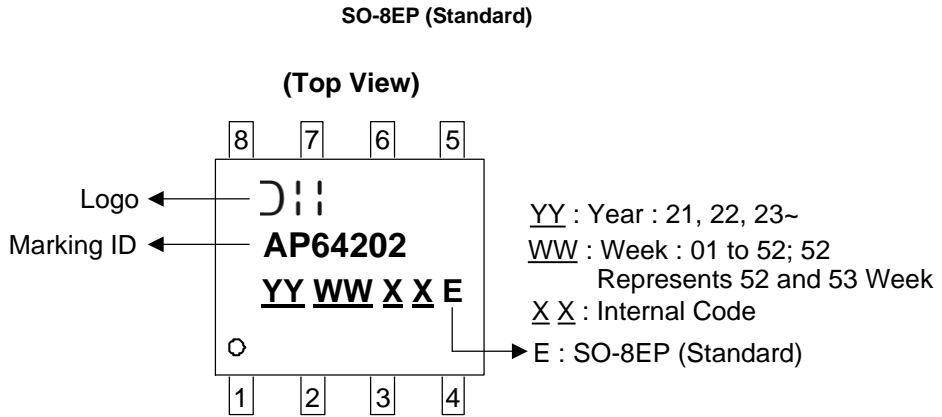 SO-8EP (Standard)
(Top View)
8 7 6 5
Logo
Marking ID
AP64202
YY WW X X E
YY : Year : 21, 22, 23~
WW : Week : 01 to 52; 52
Represents 52 and 53 Week
X X : Internal Code
E : SO-8EP (Standard)
1 2 3 4